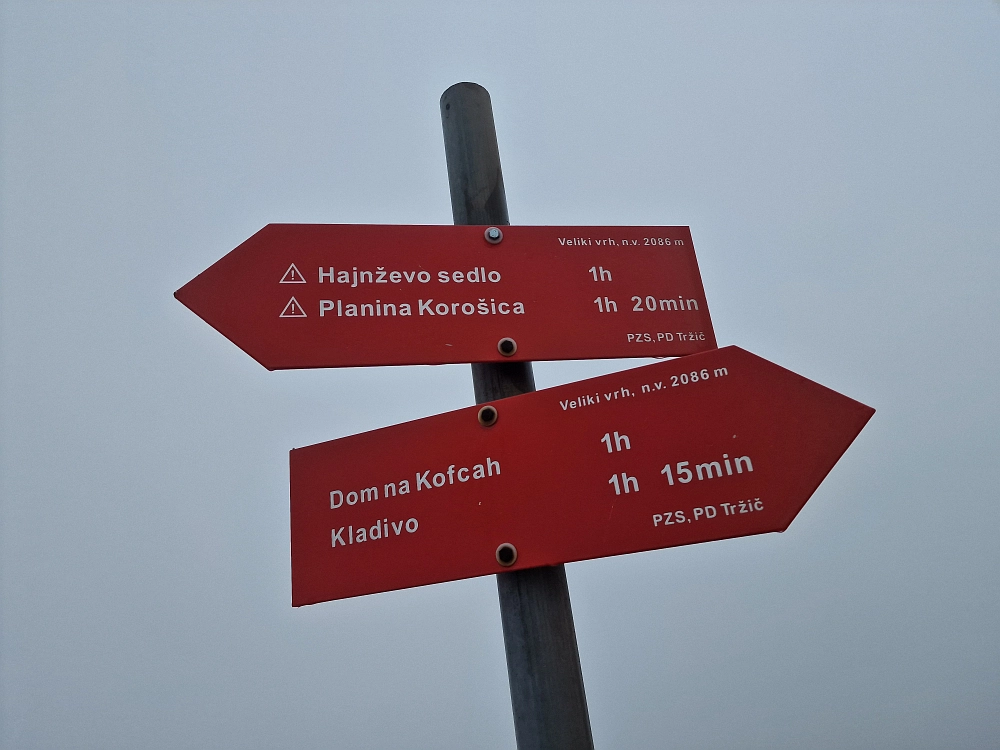 Veliki vrh, n.v. 2086 m
Hajnževo sedlo 1h
Planina Korošica 1h 20min
PZS, PD Tržič
Veliki vrh, n.v. 2086 m
Dom na Kofcah 1h
Kladivo 1h 15min
PZS, PD Tržič